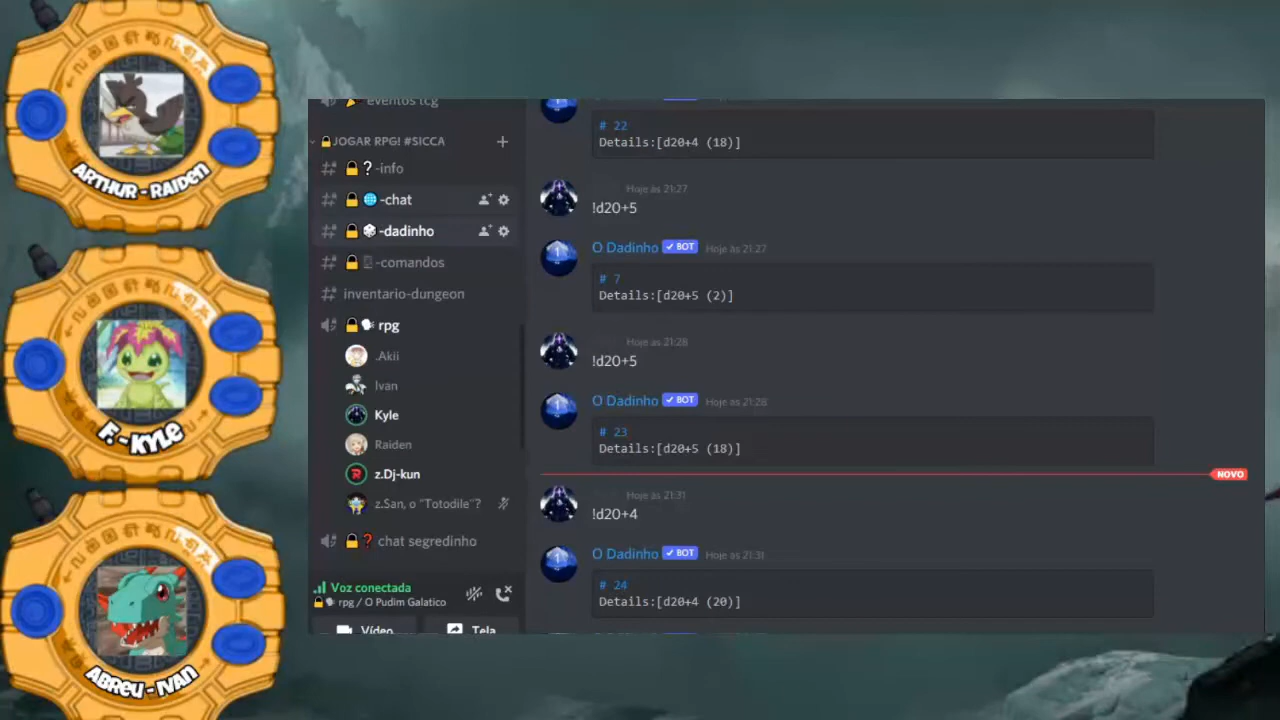 ARTHUR - RAIDEN
F. - KYLE
ABREU - IVAN
eventos tcg
JOGAR RPG! #SICCA
-info
-chat
-dadinho
-comandos
inventario-dungeon
rpg
.Akii
Ivan
Kyle
Raiden
z.Dj-kun
z.San, o "Totodile"?
chat segredinho
Voz conectada
rpg / O Pudim Galatico
Vídeo
Tela
# 22
Details:[d20+4 (18)]
Hoje às 21:27
!d20+5
O Dadinho BOT Hoje às 21:27
# 7
Details:[d20+5 (2)]
Hoje às 21:28
!d20+5
O Dadinho BOT Hoje às 21:28
# 23
Details:[d20+5 (18)]
NOVO
Hoje às 21:31
!d20+4
O Dadinho BOT Hoje às 21:31
# 24
Details:[d20+4 (20)]